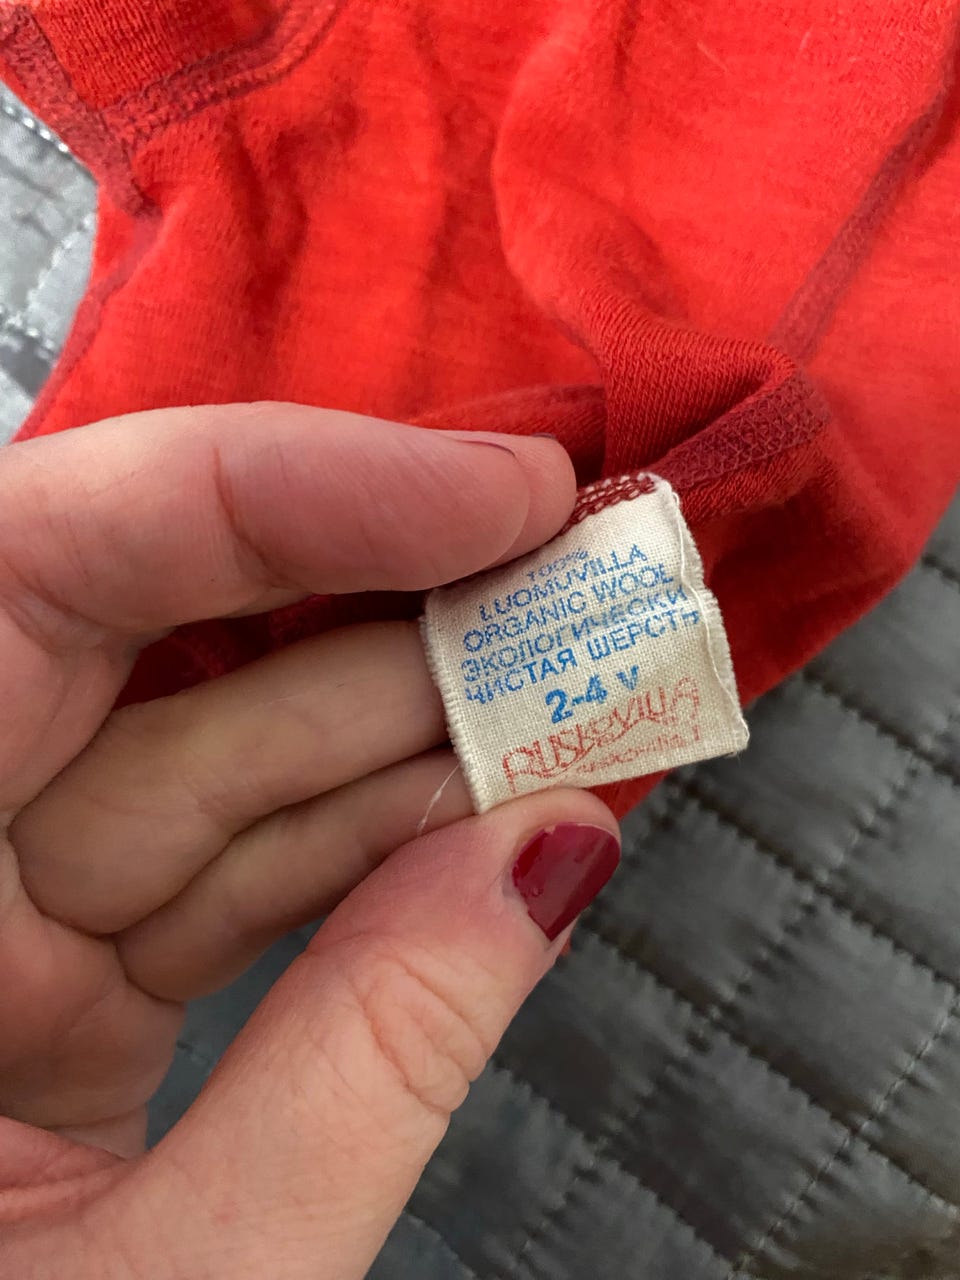 100%
LUOMUVILLA
ORGANIC WOOL
ЭКОЛОГИЧЕСКИ
ЧИСТАЯ ШЕРСТЬ
2-4 V
RUSKOVILLA